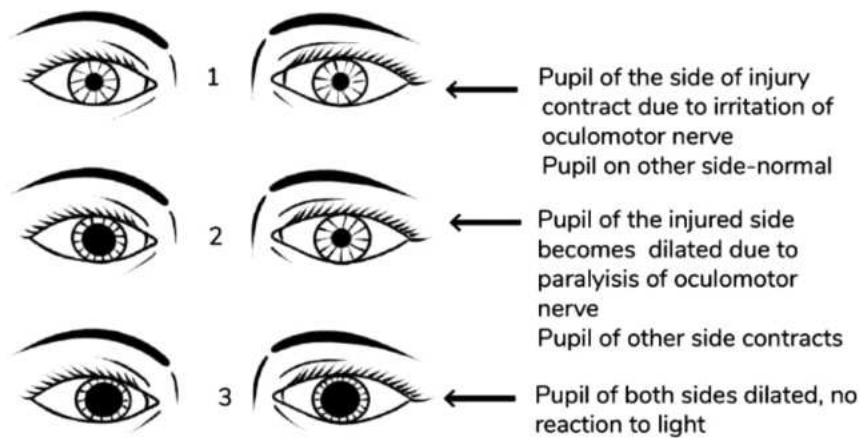 1
Pupil of the side of injury
contract due to irritation of
oculomotor nerve
Pupil on other side-normal
2
Pupil of the injured side
becomes dilated due to
paralyisis of oculomotor
nerve
Pupil of other side contracts
3
Pupil of both sides dilated, no
reaction to light